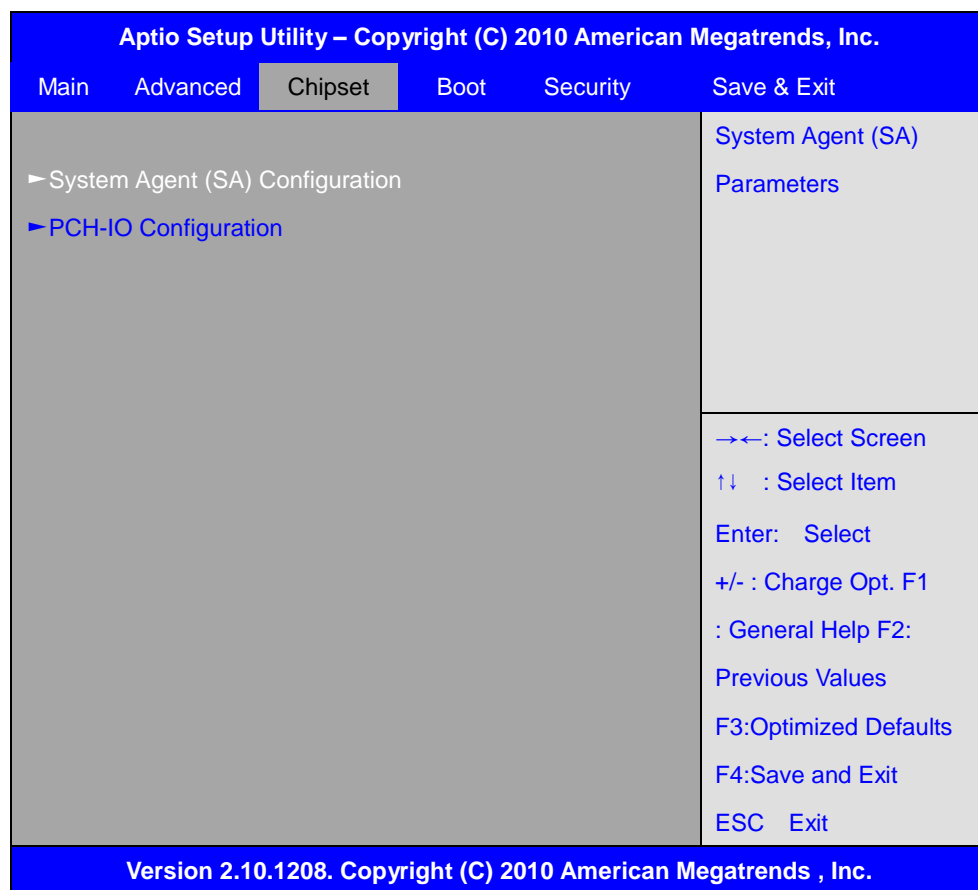 Aptio Setup Utility – Copyright (C) 2010 American Megatrends, Inc.
Main Advanced Chipset Boot Security Save & Exit
►System Agent (SA) Configuration
►PCH-IO Configuration
System Agent (SA)
Parameters
→←: Select Screen
↑↓ : Select Item
Enter: Select
+/- : Charge Opt. F1
: General Help F2:
Previous Values
F3:Optimized Defaults
F4:Save and Exit
ESC Exit
Version 2.10.1208. Copyright (C) 2010 American Megatrends , Inc.